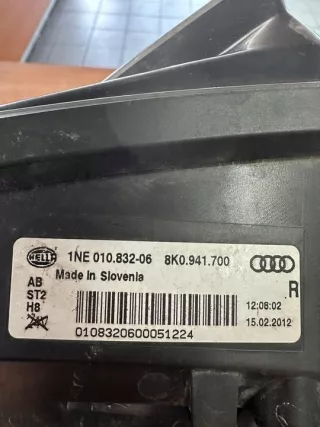 HELLA 1NE 010.832-06 8K0.941.700
Made in Slovenia
AB
ST2
H8
R
12:08:02
15.02.2012
0108320600051224